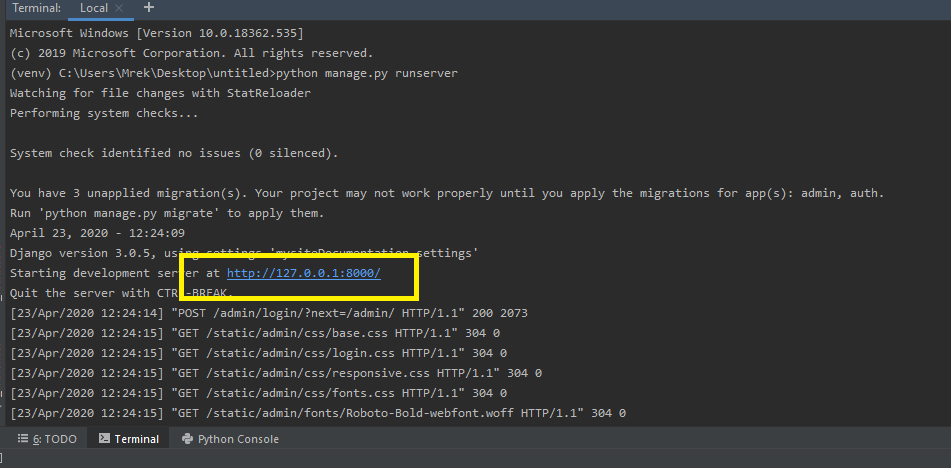 Terminal: Local × +
Microsoft Windows [Version 10.0.18362.535]
(c) 2019 Microsoft Corporation. All rights reserved.
(venv) C:\Users\Mrek\Desktop\untitled>python manage.py runserver
Watching for file changes with StatReloader
Performing system checks...
System check identified no issues (0 silenced).
You have 3 unapplied migration(s). Your project may not work properly until you apply the migrations for app(s): admin, auth.
Run 'python manage.py migrate' to apply them.
April 23, 2020 - 12:24:09
Django version 3.0.5, using settings 'mysiteDocumentation.settings'
Starting development server at http://127.0.0.1:8000/
Quit the server with CTRL-BREAK.
[23/Apr/2020 12:24:14] "POST /admin/login/?next=/admin/ HTTP/1.1" 200 2073
[23/Apr/2020 12:24:15] "GET /static/admin/css/base.css HTTP/1.1" 304 0
[23/Apr/2020 12:24:15] "GET /static/admin/css/login.css HTTP/1.1" 304 0
[23/Apr/2020 12:24:15] "GET /static/admin/css/responsive.css HTTP/1.1" 304 0
[23/Apr/2020 12:24:15] "GET /static/admin/css/fonts.css HTTP/1.1" 304 0
[23/Apr/2020 12:24:15] "GET /static/admin/fonts/Roboto-Bold-webfont.woff HTTP/1.1" 304 0
6: TODO Terminal Python Console